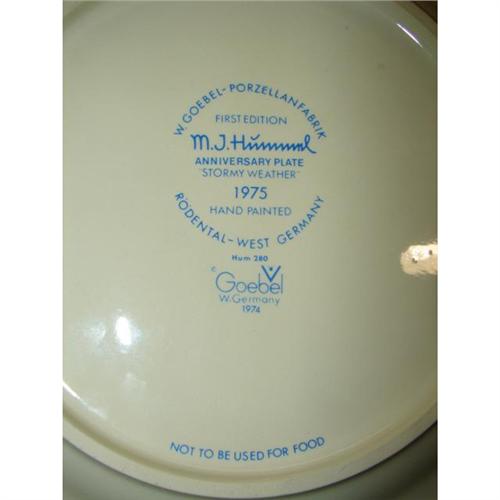 W. GOEBEL-PORZELLANFABRIK
FIRST EDITION
M.J.Hummel
ANNIVERSARY PLATE
"STORMY WEATHER"
1975
HAND PAINTED
RÖDENTAL-WEST GERMANY
Hum 280
© Goebel
W.Germany
1974
NOT TO BE USED FOR FOOD